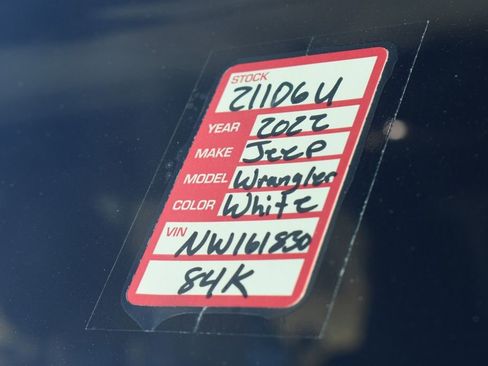 STOCK
21106U
YEAR 2022
MAKE Jeep
MODEL Wrangler
COLOR White
VIN NW161830
84K